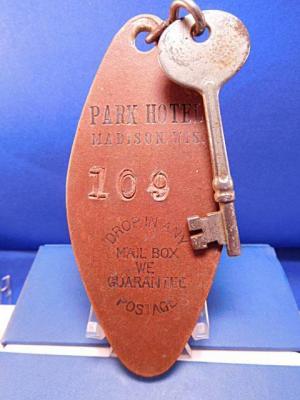 PARK HOTEL
MADISON, WIS.
109
DROP IN ANY
MAIL BOX
WE
GUARANTEE
POSTAGE